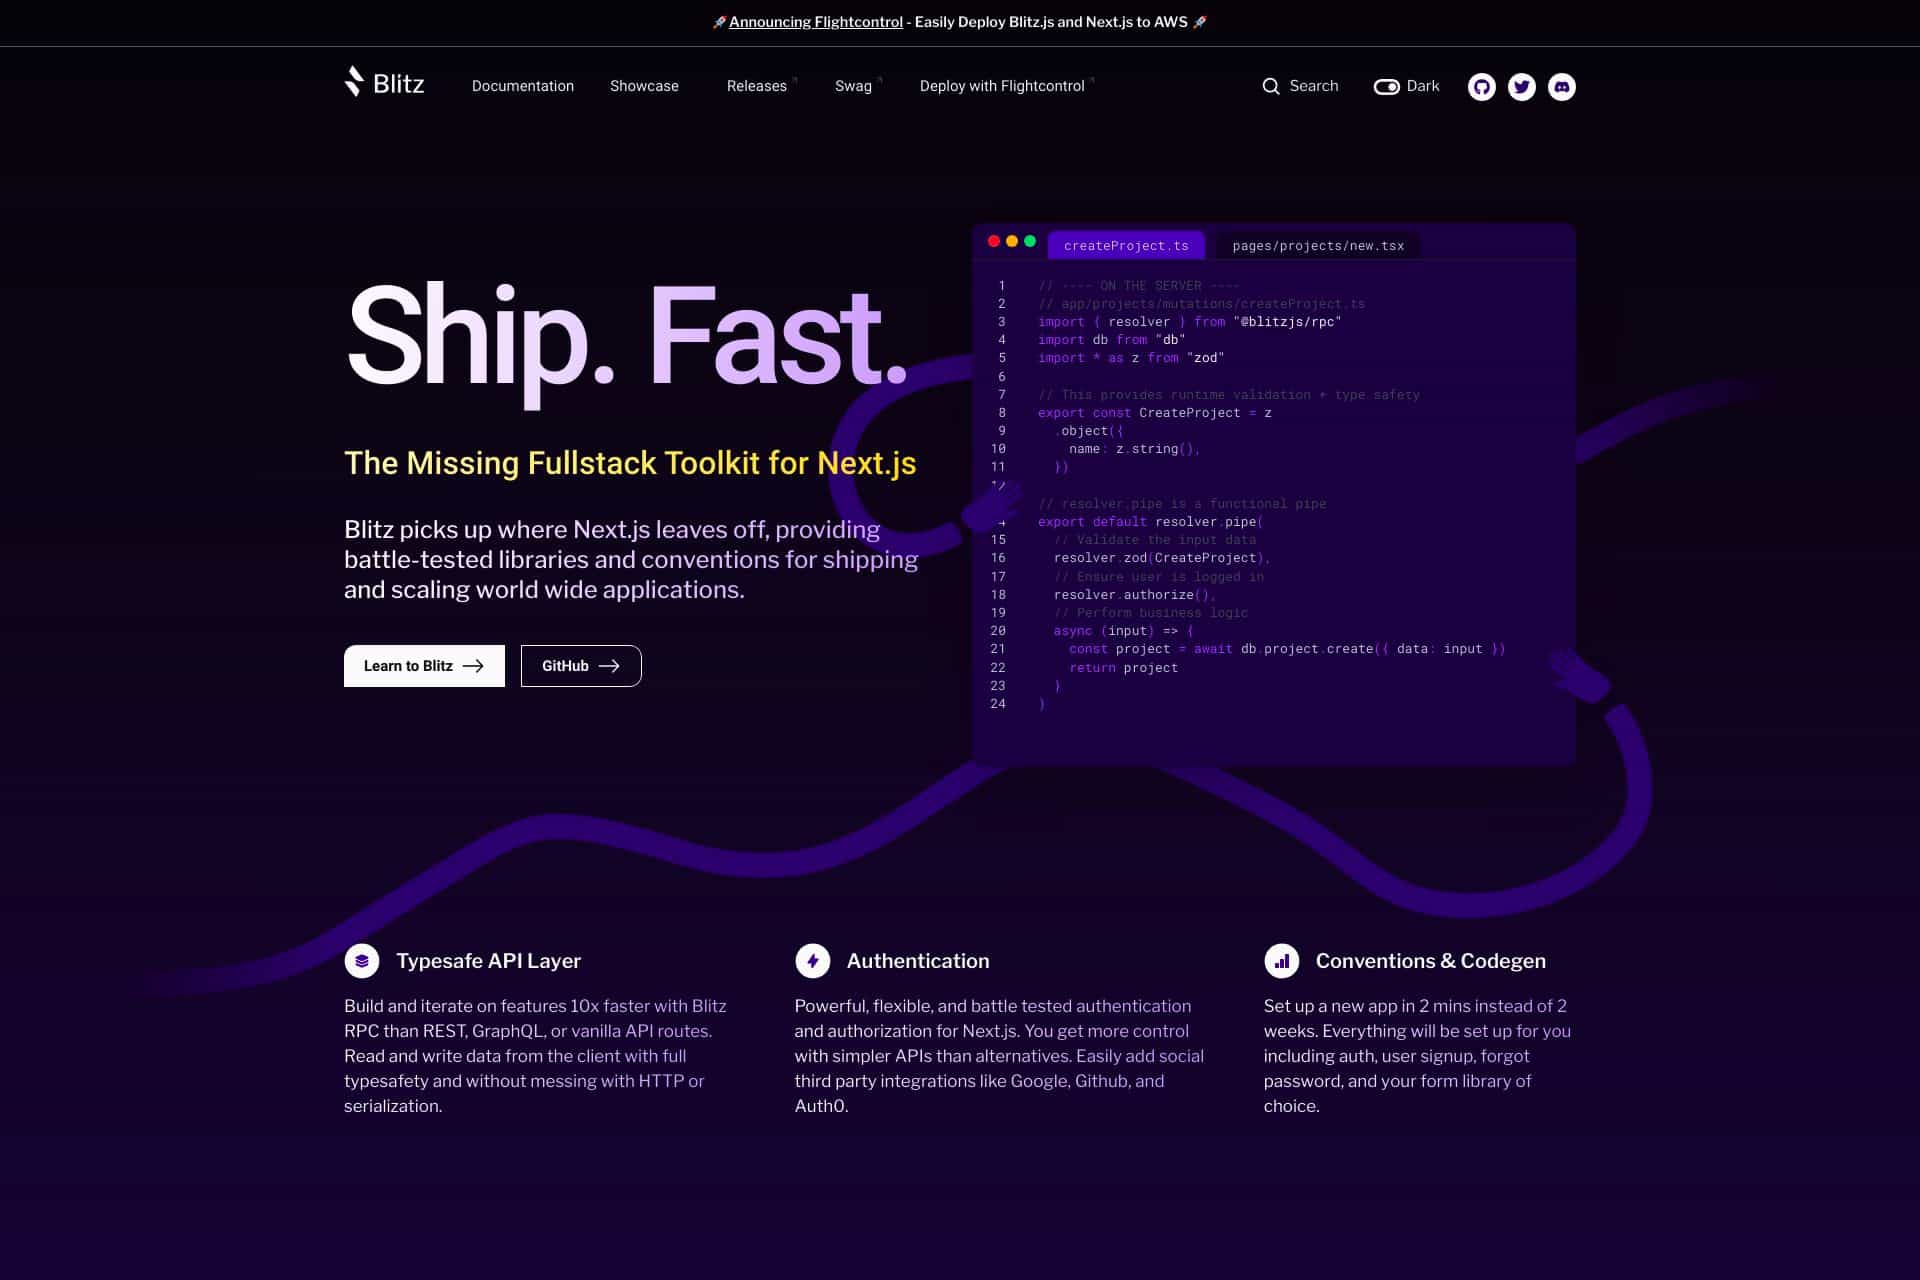 🚀Announcing Flightcontrol - Easily Deploy Blitz.js and Next.js to AWS 🚀
Blitz
Documentation
Showcase
Releases
Swag
Deploy with Flightcontrol
Search
Dark
Ship. Fast.
The Missing Fullstack Toolkit for Next.js
Blitz picks up where Next.js leaves off, providing
battle-tested libraries and conventions for shipping
and scaling world wide applications.
Learn to Blitz
GitHub
createProject.ts
pages/projects/new.tsx
1 // ---- ON THE SERVER ----
2 // app/projects/mutations/createProject.ts
3 import { resolver } from "@blitzjs/rpc"
4 import db from "db"
5 import * as z from "zod"
6
7 // This provides runtime validation + type safety
8 export const CreateProject = z
9   .object({
10     name: z.string(),
11   })
12
// resolver.pipe is a functional pipe
4 export default resolver.pipe(
15   // Validate the input data
16   resolver.zod(CreateProject),
17   // Ensure user is logged in
18   resolver.authorize(),
19   // Perform business logic
20   async (input) => {
21     const project = await db.project.create({ data: input })
22     return project
23   }
24 )
Typesafe API Layer
Build and iterate on features 10x faster with Blitz
RPC than REST, GraphQL, or vanilla API routes.
Read and write data from the client with full
typesafety and without messing with HTTP or
serialization.
Authentication
Powerful, flexible, and battle tested authentication
and authorization for Next.js. You get more control
with simpler APIs than alternatives. Easily add social
third party integrations like Google, Github, and
Auth0.
Conventions & Codegen
Set up a new app in 2 mins instead of 2
weeks. Everything will be set up for you
including auth, user signup, forgot
password, and your form library of
choice.